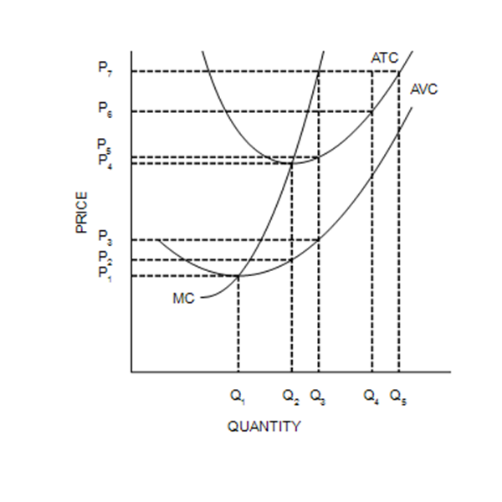 ATC
P7
AVC
P6
P5
P4
PRICE
P3
P2
P1
MC
Q1 Q2 Q3 Q4 Q5
QUANTITY